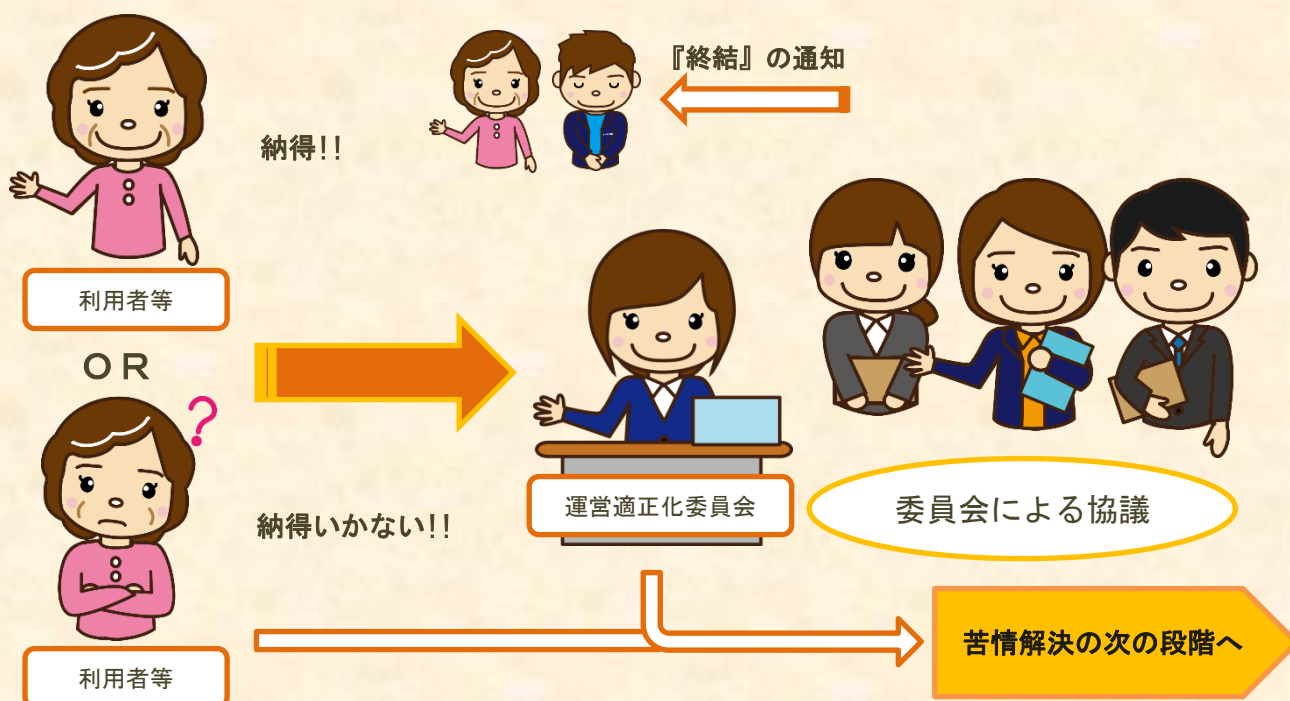 『終結』の通知
納得!!
利用者等
OR
?
納得いかない!!
利用者等
運営適正化委員会
委員会による協議
苦情解決の次の段階へ